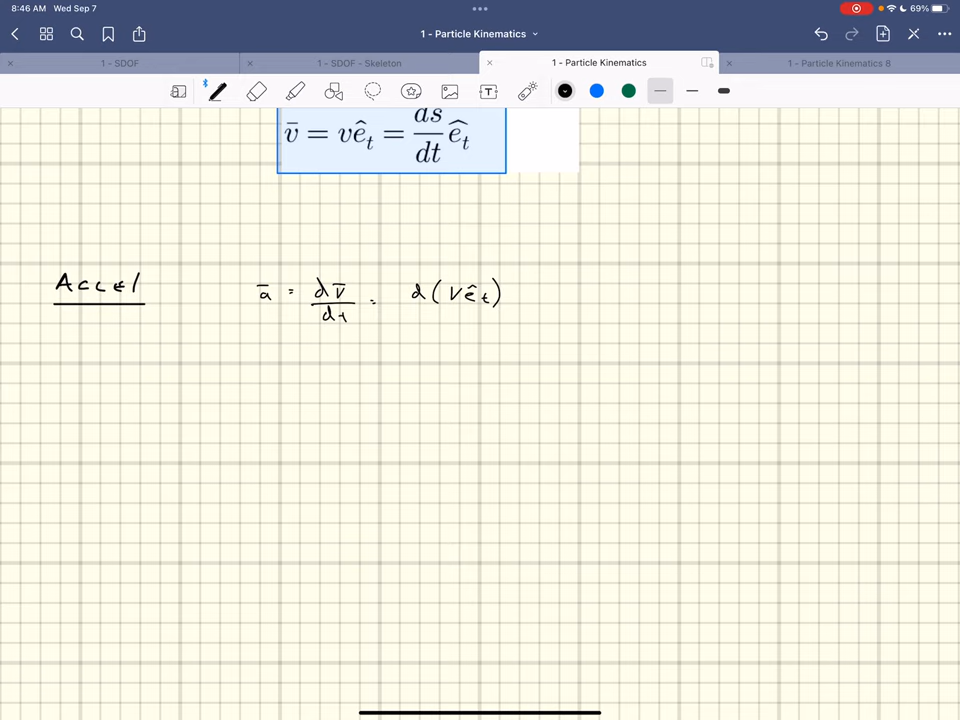 8:46 AM Wed Sep 7
69%
1 - Particle Kinematics
1 - SDOF
1 - SDOF - Skeleton
1 - Particle Kinematics
1 - Particle Kinematics 8
v̄ = vê_t = ds/dt ê_t
Accel ā = dv̄/dt = d(vê_t)